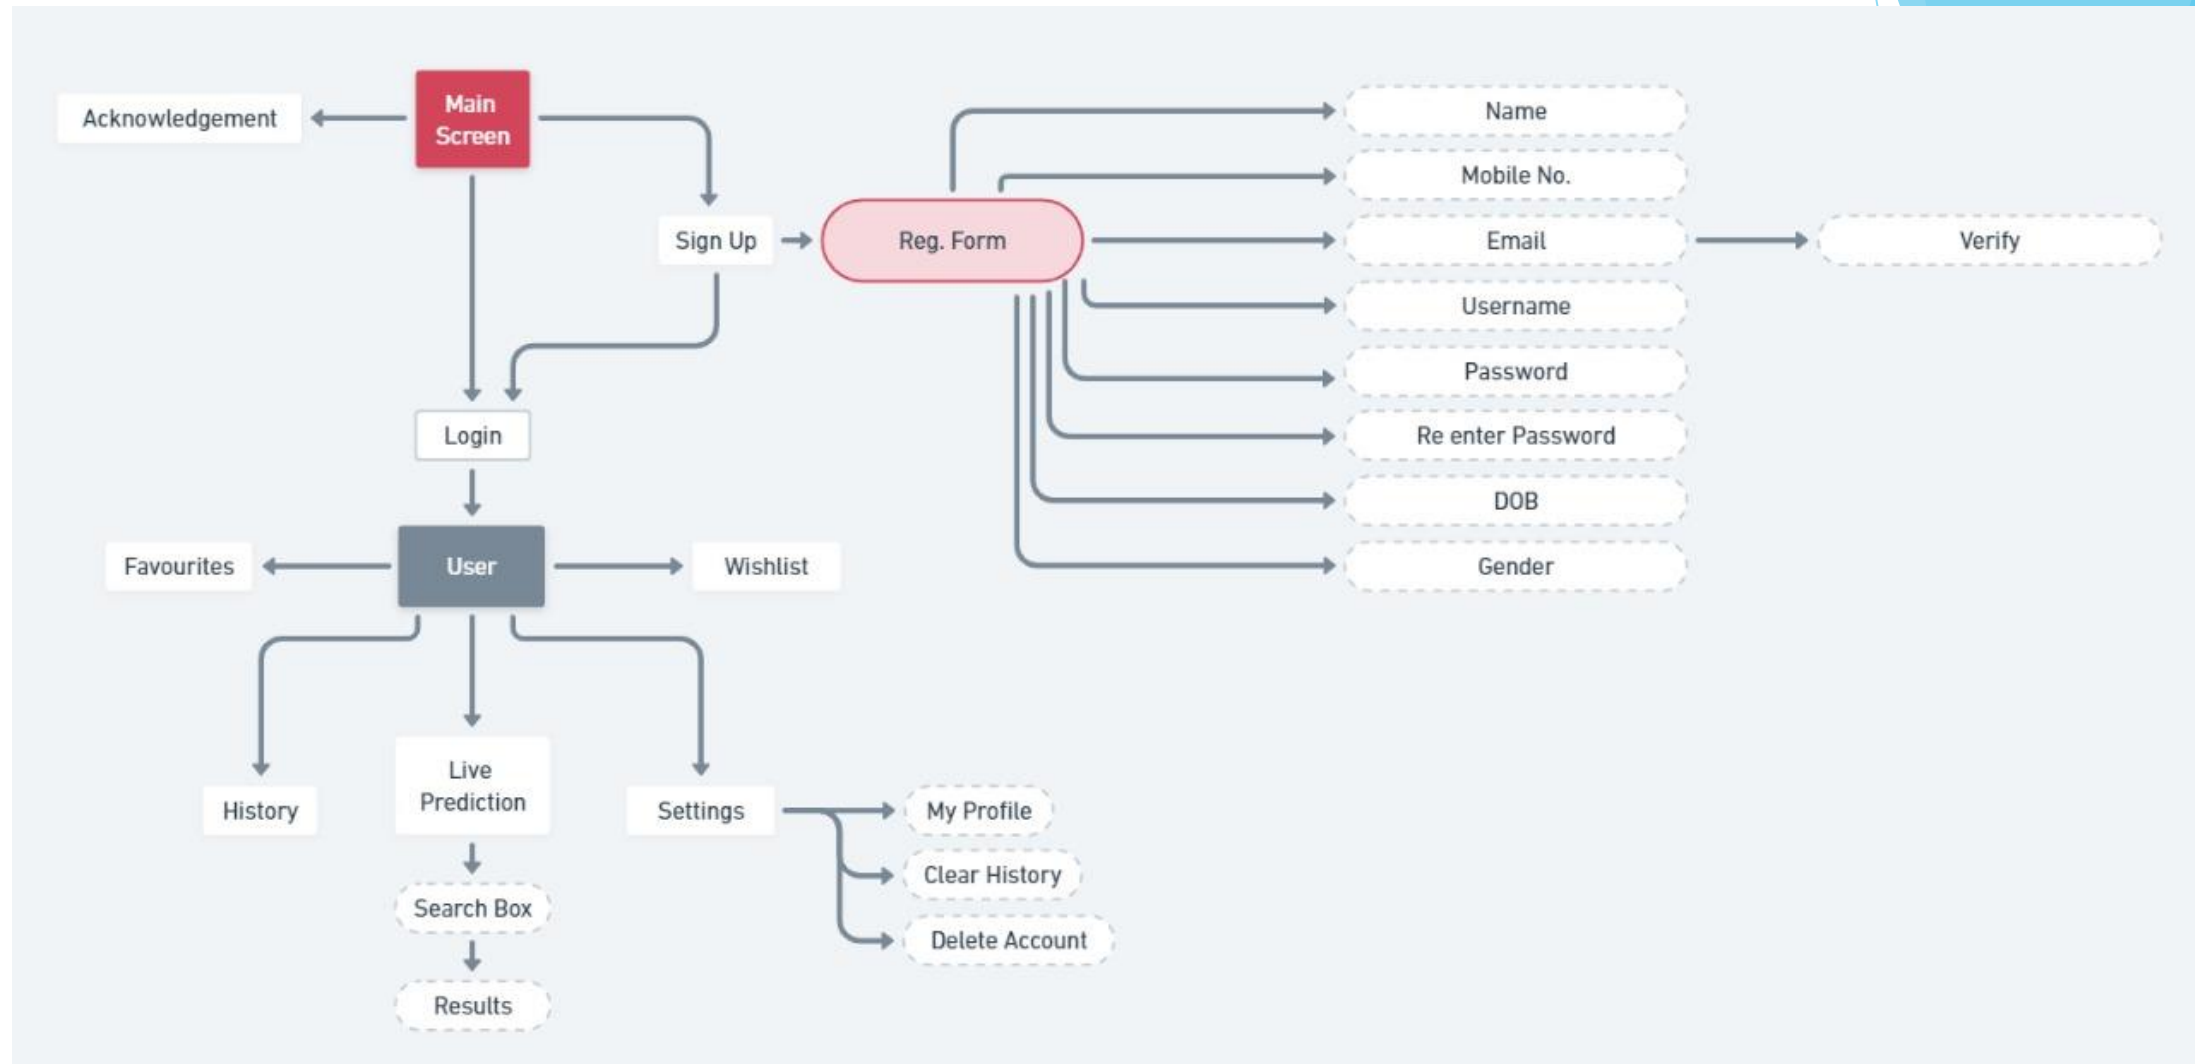 Main
Screen
Acknowledgement
Name
Mobile No.
Sign Up
Reg. Form
Email
Verify
Username
Password
Login
Re enter Password
DOB
Favourites
User
Wishlist
Gender
Live
Prediction
History
Settings
My Profile
Clear History
Search Box
Delete Account
Results